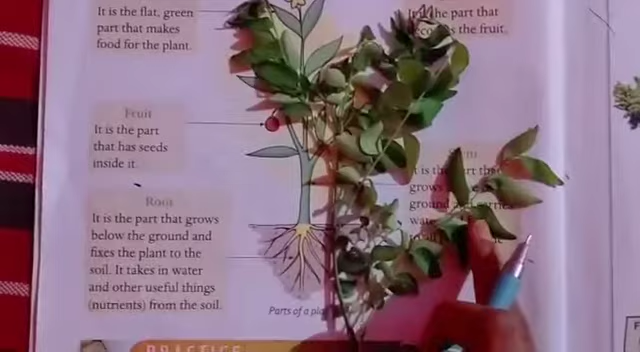 It is the flat, green
part that makes
food for the plant.
It is the part that
the fruit.
Fruit
It is the part
that has seeds
inside it.
Stem
grows
ground
Root
It is the part that grows
below the ground and
fixes the plant to the
soil. It takes in water
and other useful things
(nutrients) from the soil.
Parts of a
PRACTICE